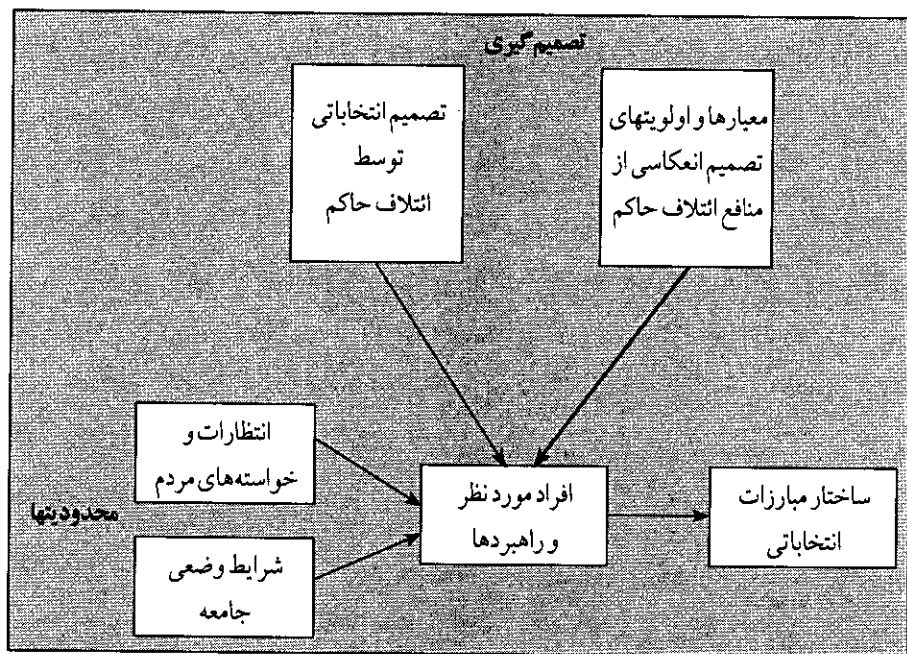 تصمیم‌گیری
معیارها و اولویتهای
تصمیم انعکاسی از
منافع ائتلاف حاکم
تصمیم انتخاباتی
توسط
ائتلاف حاکم
انتظارات و
خواسته‌های مردم
محدودیتها
شرایط وضعی
جامعه
افراد مورد نظر
و راهبردها
ساختار مبارزات
انتخاباتی